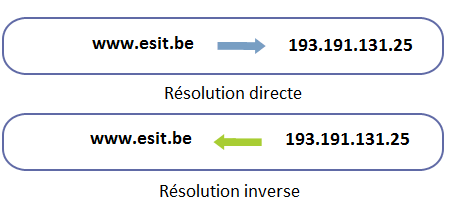 www.esit.be 193.191.131.25
Résolution directe
www.esit.be 193.191.131.25
Résolution inverse